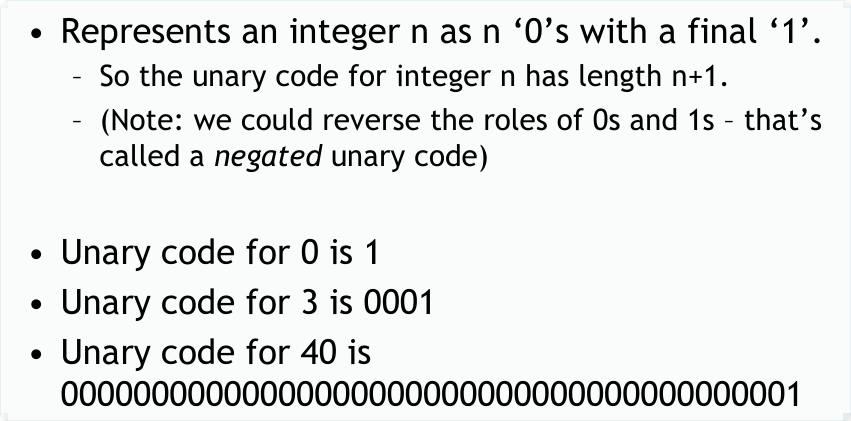 • Represents an integer n as n ‘0’s with a final ‘1’.
– So the unary code for integer n has length n+1.
– (Note: we could reverse the roles of 0s and 1s – that’s
called a negated unary code)
• Unary code for 0 is 1
• Unary code for 3 is 0001
• Unary code for 40 is
00000000000000000000000000000000000000001